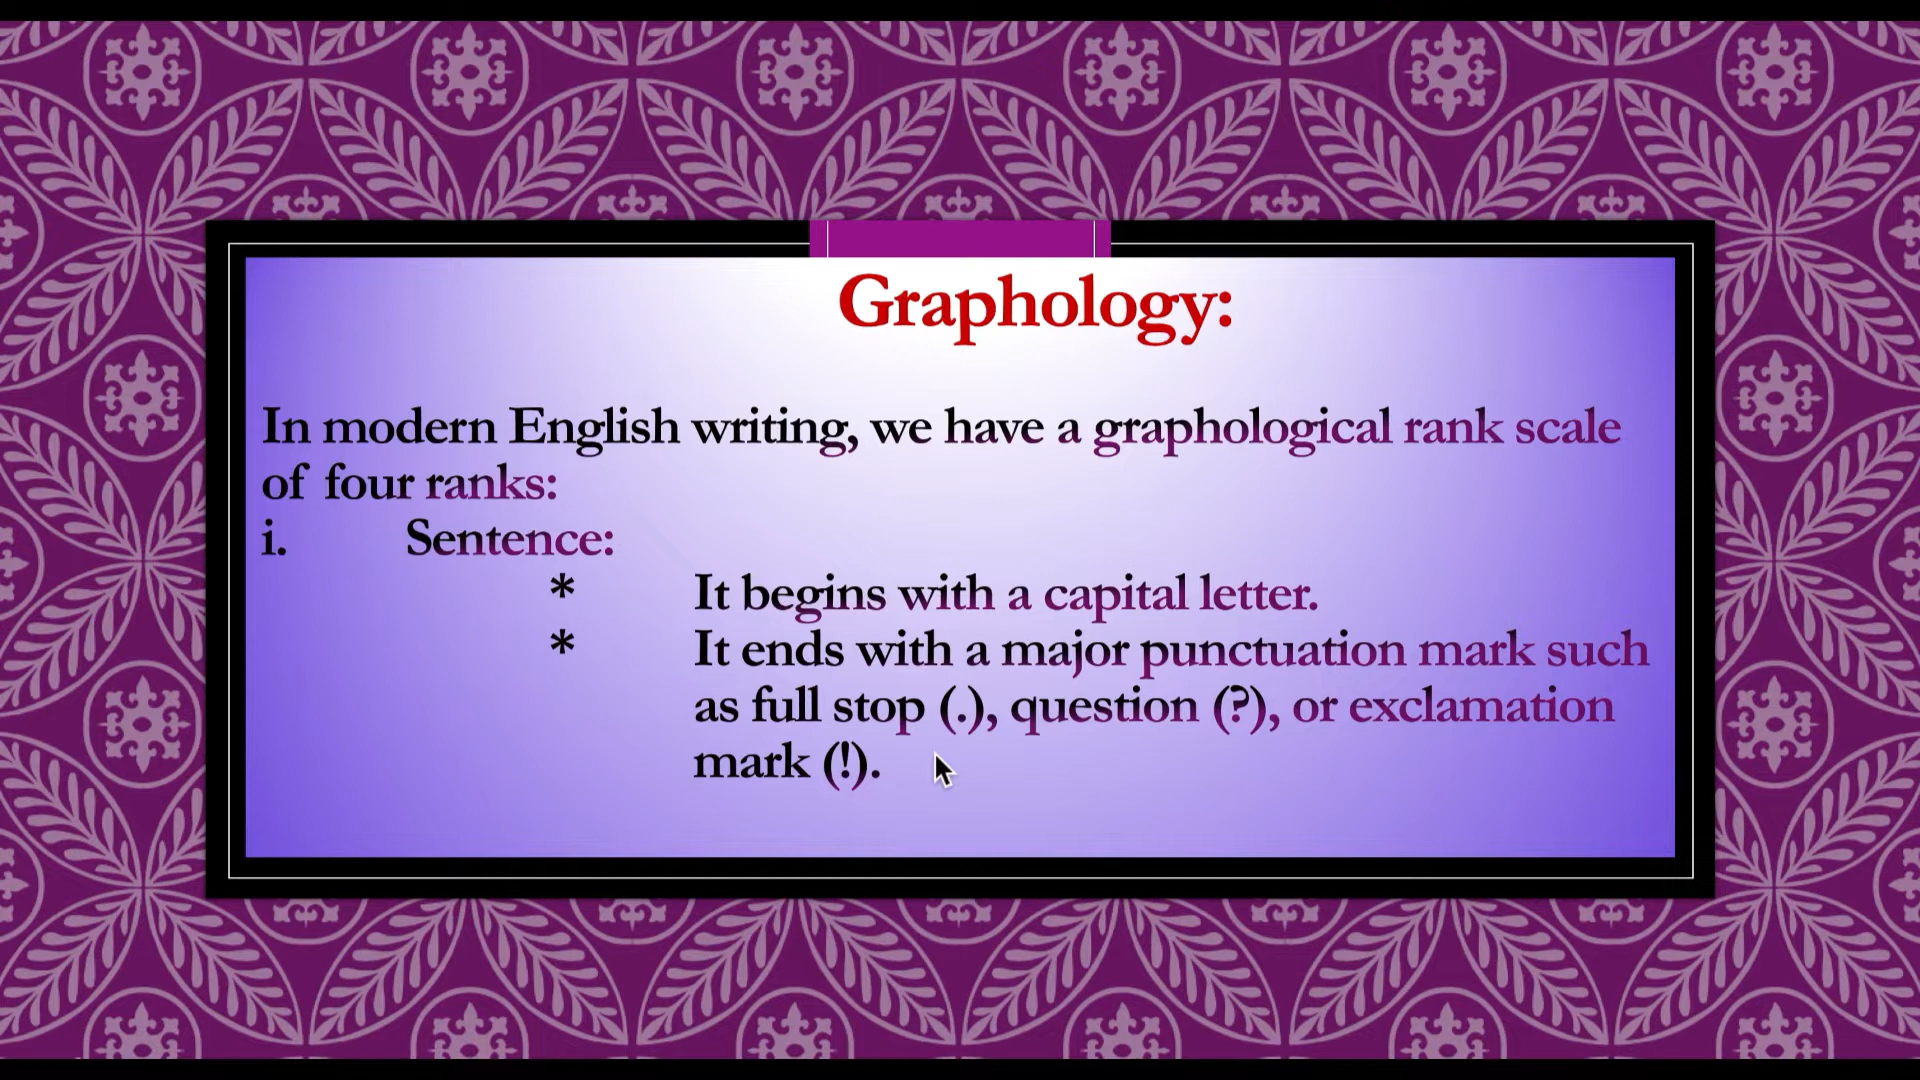 Graphology:
In modern English writing, we have a graphological rank scale
of four ranks:
i. Sentence:
* It begins with a capital letter.
* It ends with a major punctuation mark such
as full stop (.), question (?), or exclamation
mark (!).